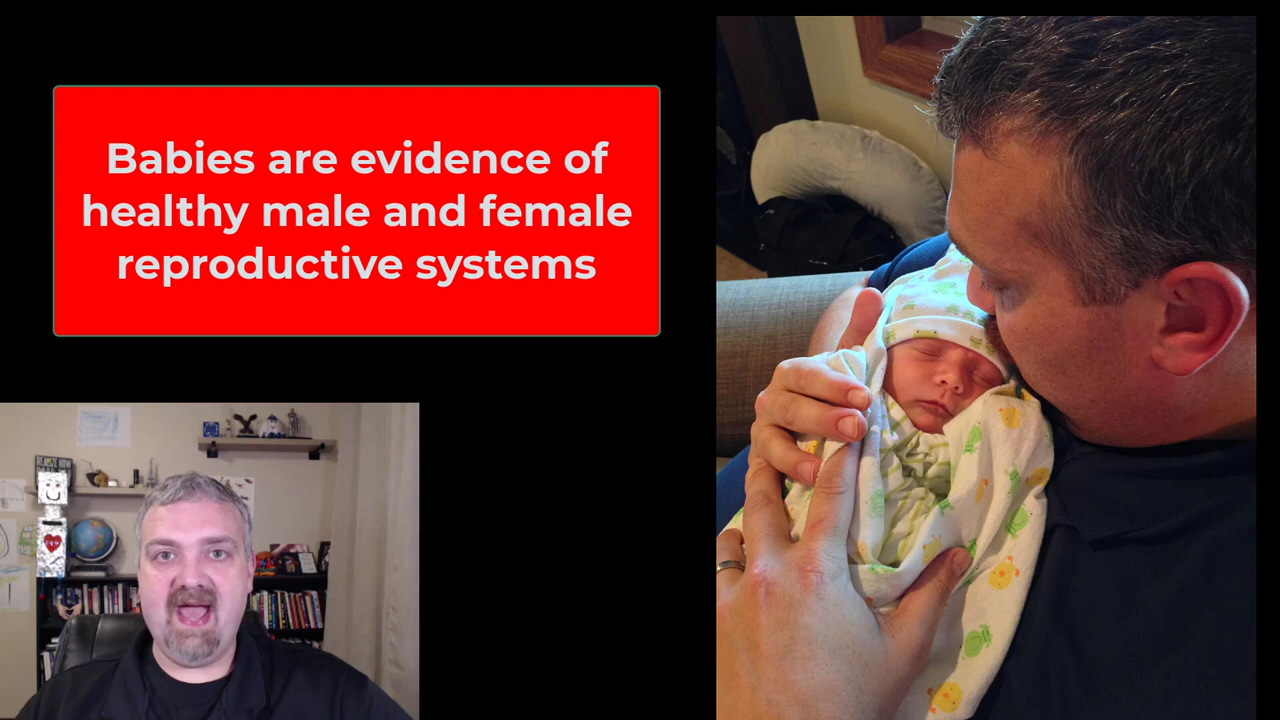 Babies are evidence of
healthy male and female
reproductive systems